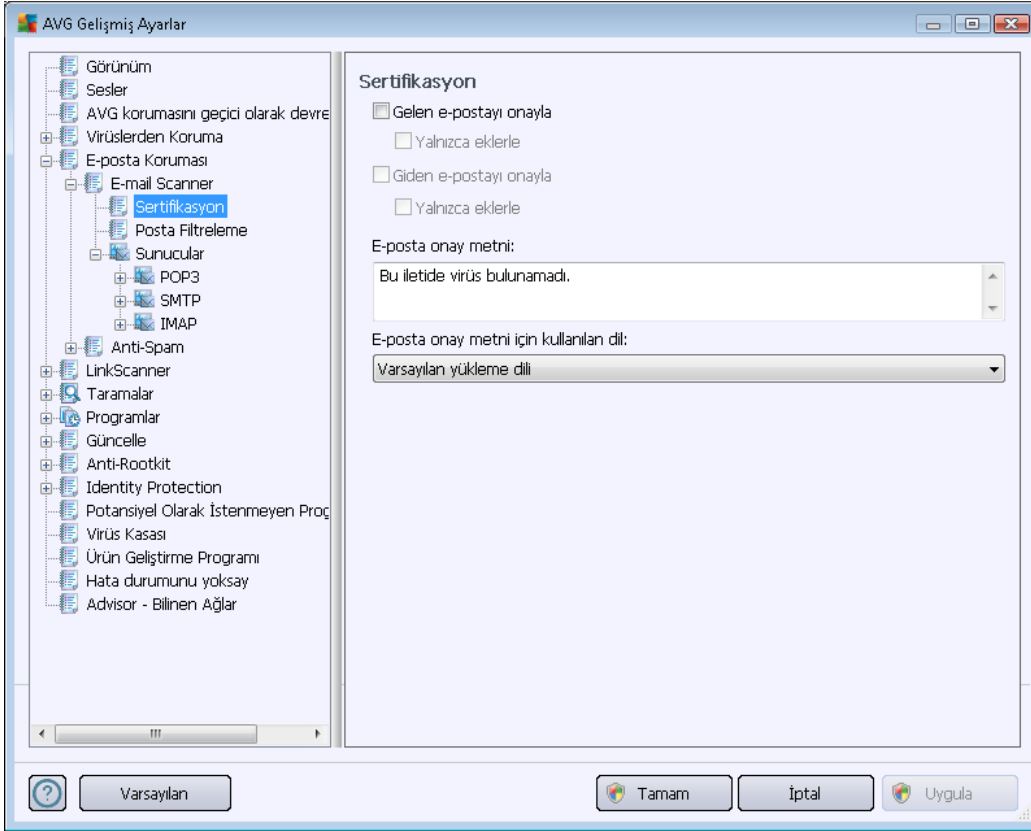 AVG Gelişmiş Ayarlar
Görünüm
Sesler
AVG korumasını geçici olarak devre
Virüslerden Koruma
E-posta Koruması
E-mail Scanner
Sertifikasyon
Posta Filtreleme
Sunucular
POP3
SMTP
IMAP
Anti-Spam
LinkScanner
Taramalar
Programlar
Güncelle
Anti-Rootkit
Identity Protection
Potansiyel Olarak İstenmeyen Prog
Virüs Kasası
Ürün Geliştirme Programı
Hata durumunu yoksay
Advisor - Bilinen Ağlar
Sertifikasyon
Gelen e-postayı onayla
Yalnızca eklerle
Giden e-postayı onayla
Yalnızca eklerle
E-posta onay metni:
Bu iletide virüs bulunamadı.
E-posta onay metni için kullanılan dil:
Varsayılan yükleme dili
Varsayılan
Tamam
İptal
Uygula